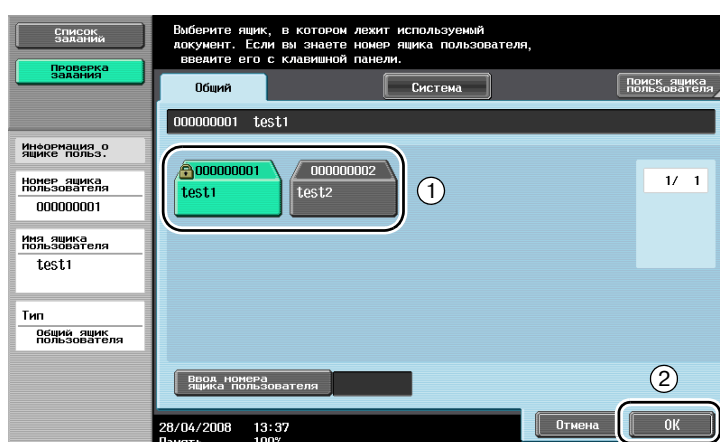 Список
заданий
Проверка
задания
Выберите ящик, в котором лежит используемый
документ. Если вы знаете номер ящика пользователя,
введите его с клавишной панели.
Общий
Система
Поиск ящика
пользователя
000000001 test1
Информация о
ящике польз.
Номер ящика
пользователя
000000001
Имя ящика
пользователя
test1
Тип
Общий ящик
пользователя
000000001
test1
000000002
test2
1
1/ 1
Ввод номера
ящика пользователя
2
Отмена
OK
28/04/2008 13:37
Память 100%